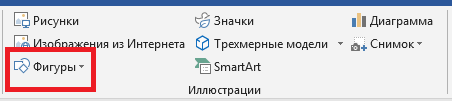 Рисунки Значки Диаграмма
Изображения из Интернета Трехмерные модели Снимок
Фигуры SmartArt
Иллюстрации